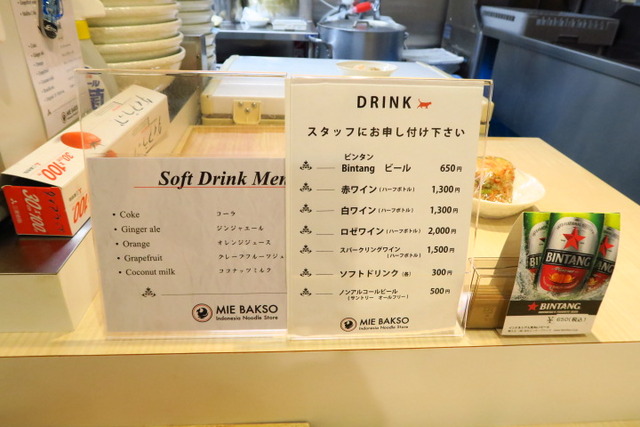 30cm×100m
Soft Drink Men
• Coke
コーラ
• Ginger ale
ジンジャエール
• Orange
オレンジジュース
• Grapefruit
グレープフルーツジュ
• Coconut milk
ココナッツミルク
MIE BAKSO
Indonesia Noodle Store
DRINK
スタッフにお申し付け下さい
ビンタン
Bintang ビール 650円
赤ワイン(ハーフボトル) 1,300円
白ワイン(ハーフボトル) 1,300円
ロゼワイン(ハーフボトル) 2,000円
スパークリングワイン
(ハーフボトル) 1,500円
ソフトドリンク(各) 300円
ノンアルコールビール 500円
(サントリー オールフリー)
MIE BAKSO
Indonesia Noodle Store
BINTANG
BINTANG